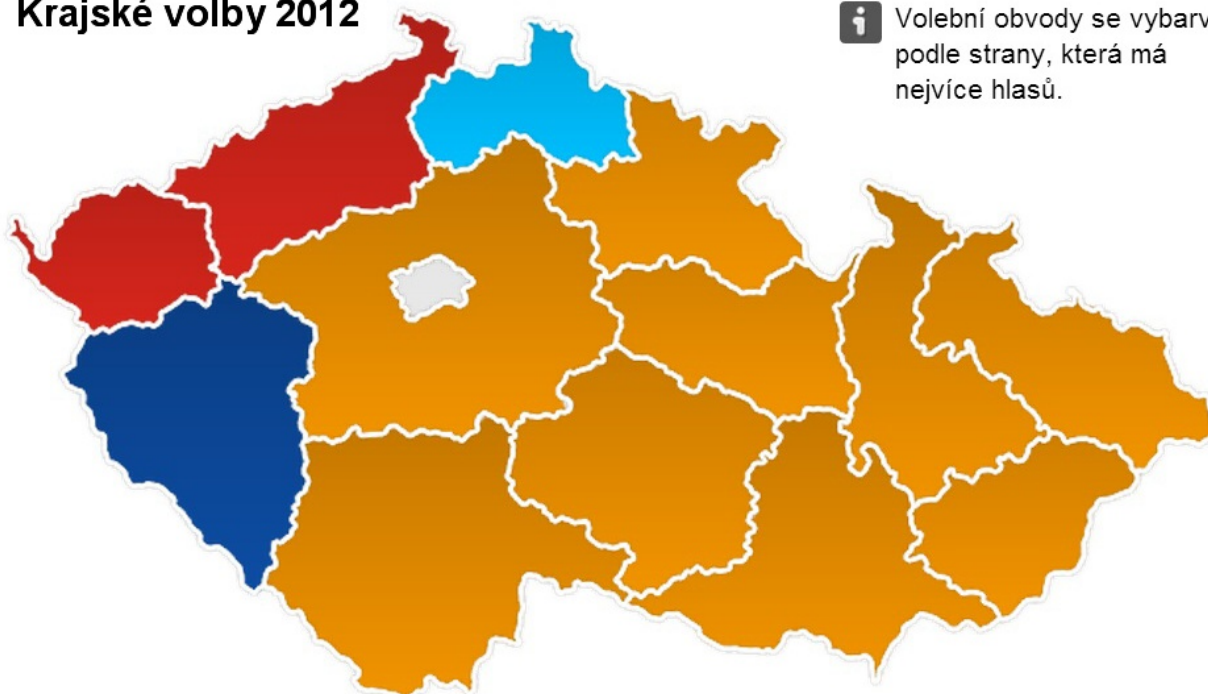 Krajské volby 2012
Volební obvody se vybarv
podle strany, která má
nejvíce hlasů.